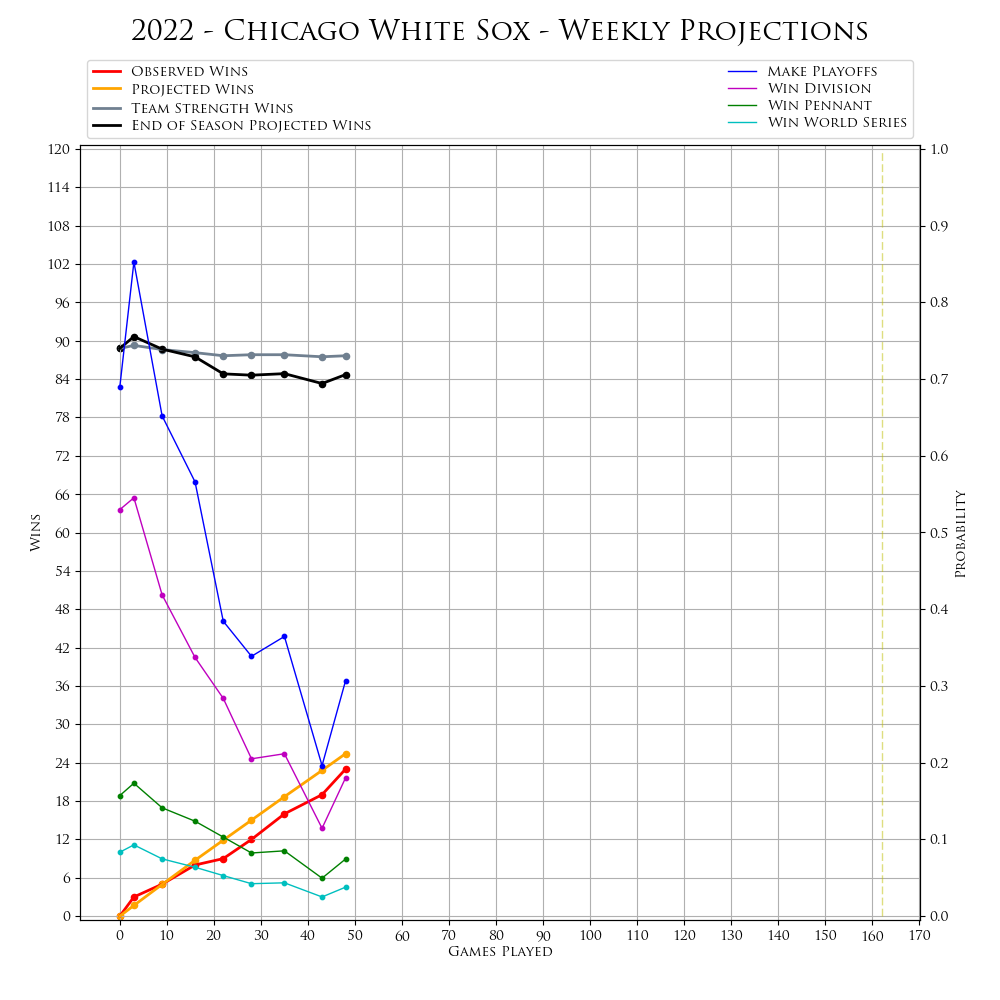 2022 - Chicago White Sox - Weekly Projections
Observed Wins
Projected Wins
Team Strength Wins
End of Season Projected Wins
Make Playoffs
Win Division
Win Pennant
Win World Series
120
114
108
102
96
90
84
78
72
66
60
54
48
42
36
30
24
18
12
6
0
Wins
1.0
0.9
0.8
0.7
0.6
0.5
0.4
0.3
0.2
0.1
0.0
Probability
0 10 20 30 40 50 60 70 80 90 100 110 120 130 140 150 160 170
Games Played